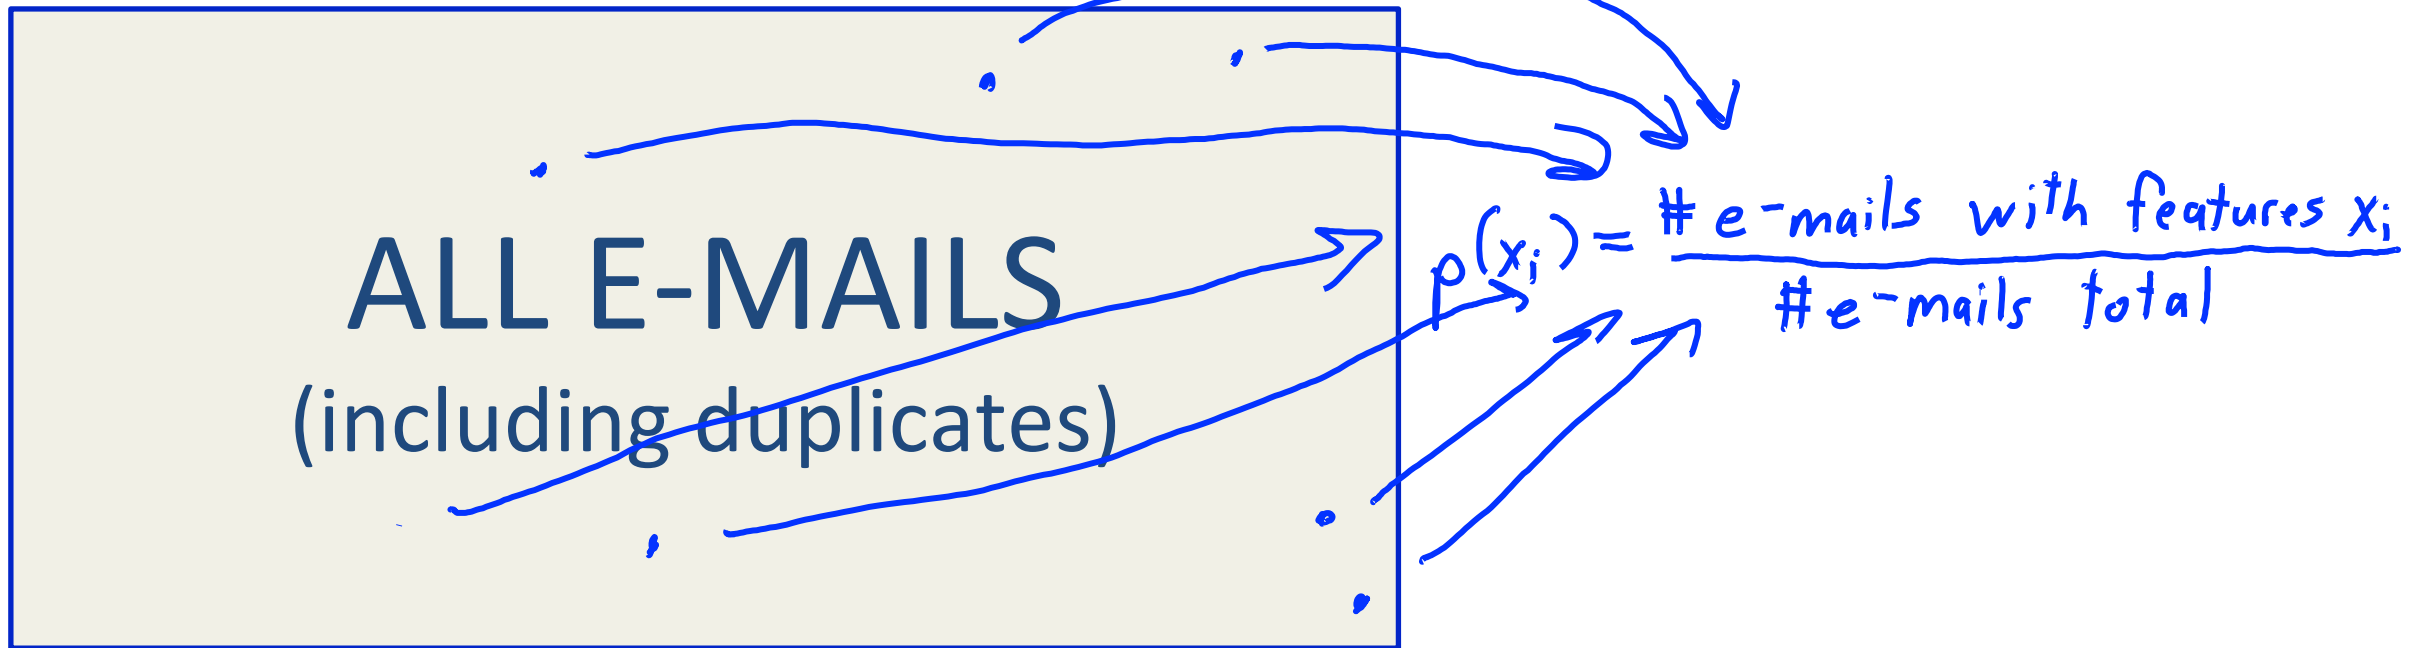 ALL E-MAILS
(including duplicates)
p(xᵢ) = # e-mails with features xᵢ
# e-mails total